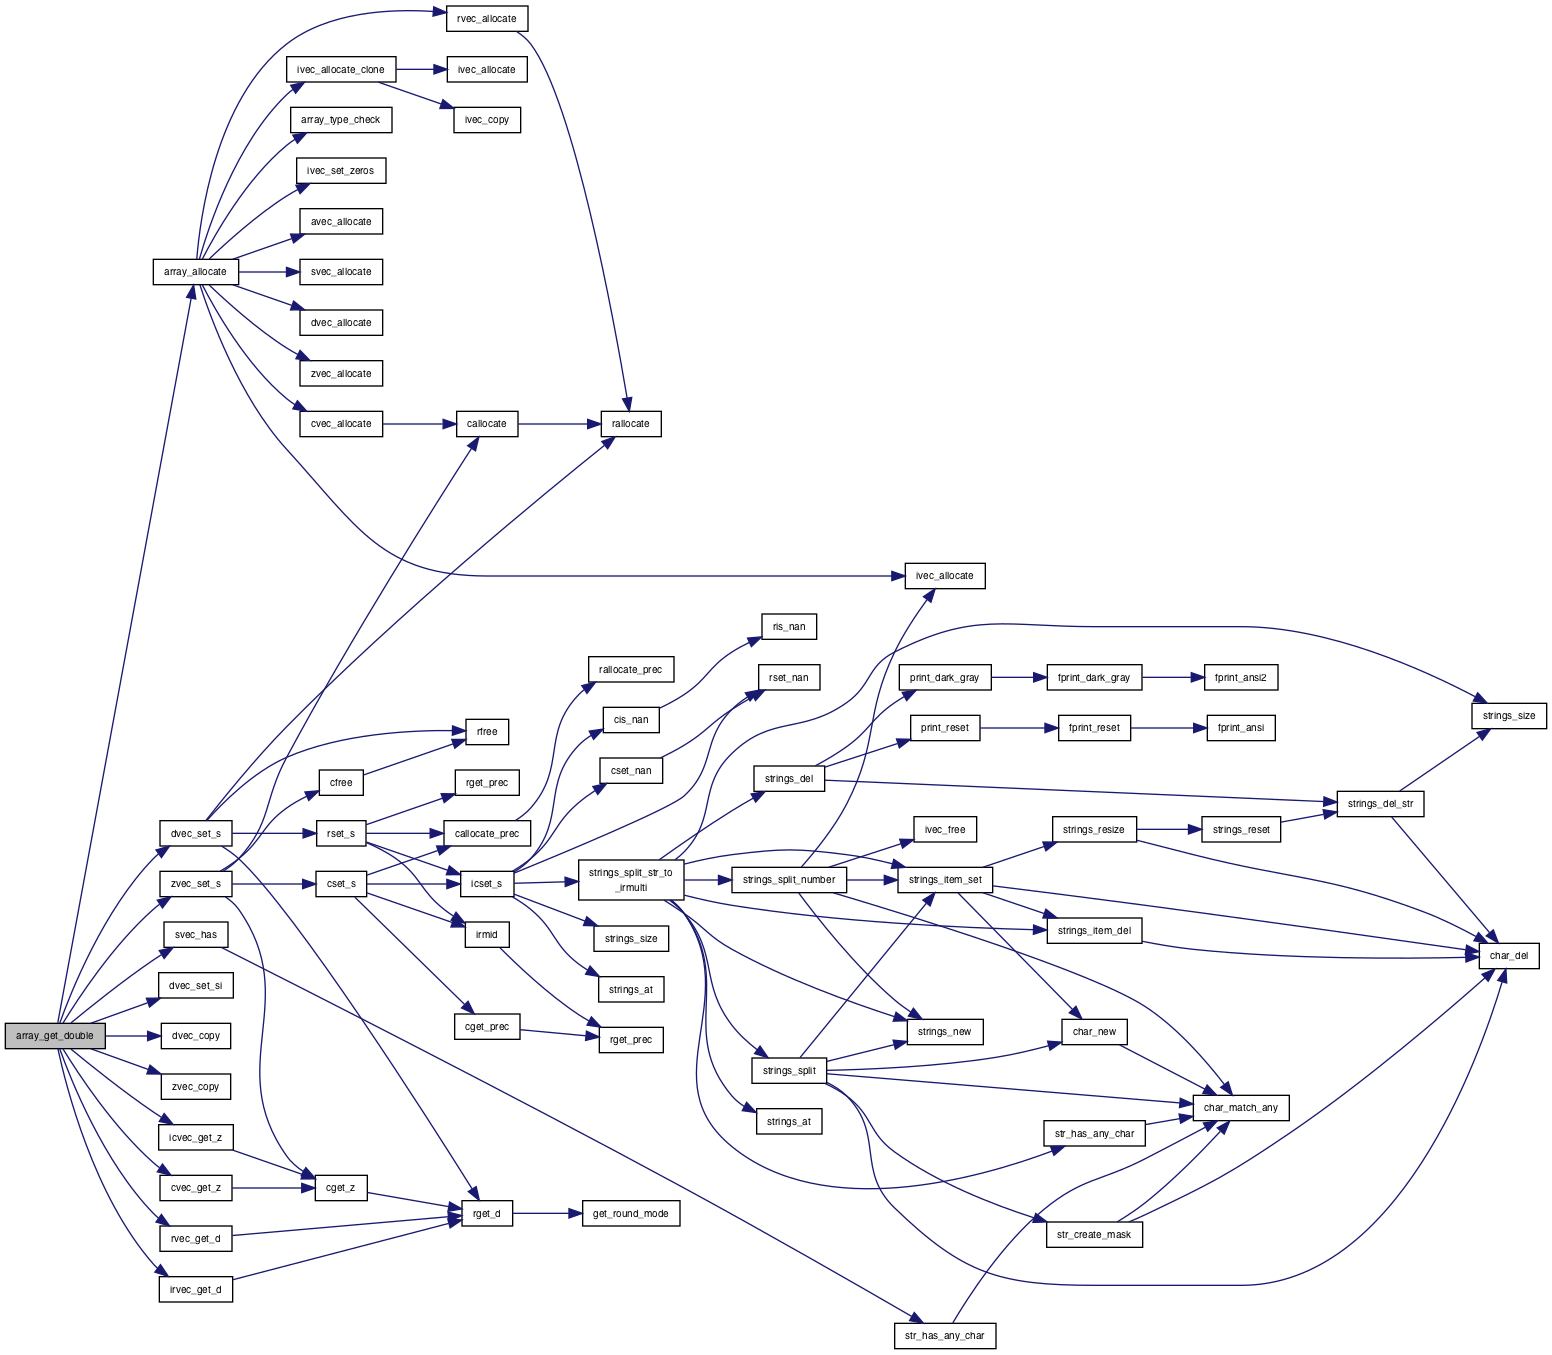 rvec_allocate
ivec_allocate_clone
ivec_allocate
array_type_check
ivec_copy
ivec_set_zeros
avec_allocate
array_allocate
svec_allocate
dvec_allocate
zvec_allocate
cvec_allocate
callocate
rallocate
ivec_allocate
ris_nan
rallocate_prec
rset_nan
print_dark_gray
fprint_dark_gray
fprint_ansi2
cis_nan
strings_size
rfree
print_reset
fprint_reset
fprint_ansi
cfree
rget_prec
cset_nan
strings_del
strings_del_str
dvec_set_s
rset_s
callocate_prec
ivec_free
strings_resize
strings_reset
zvec_set_s
cset_s
icset_s
strings_split_str_to
_irmulti
strings_split_number
strings_item_set
svec_has
irmid
strings_size
strings_item_del
char_del
dvec_set_si
strings_at
array_get_double
dvec_copy
cget_prec
rget_prec
strings_new
char_new
zvec_copy
strings_split
char_match_any
icvec_get_z
strings_at
str_has_any_char
cvec_get_z
cget_z
rvec_get_d
rget_d
get_round_mode
str_create_mask
irvec_get_d
str_has_any_char